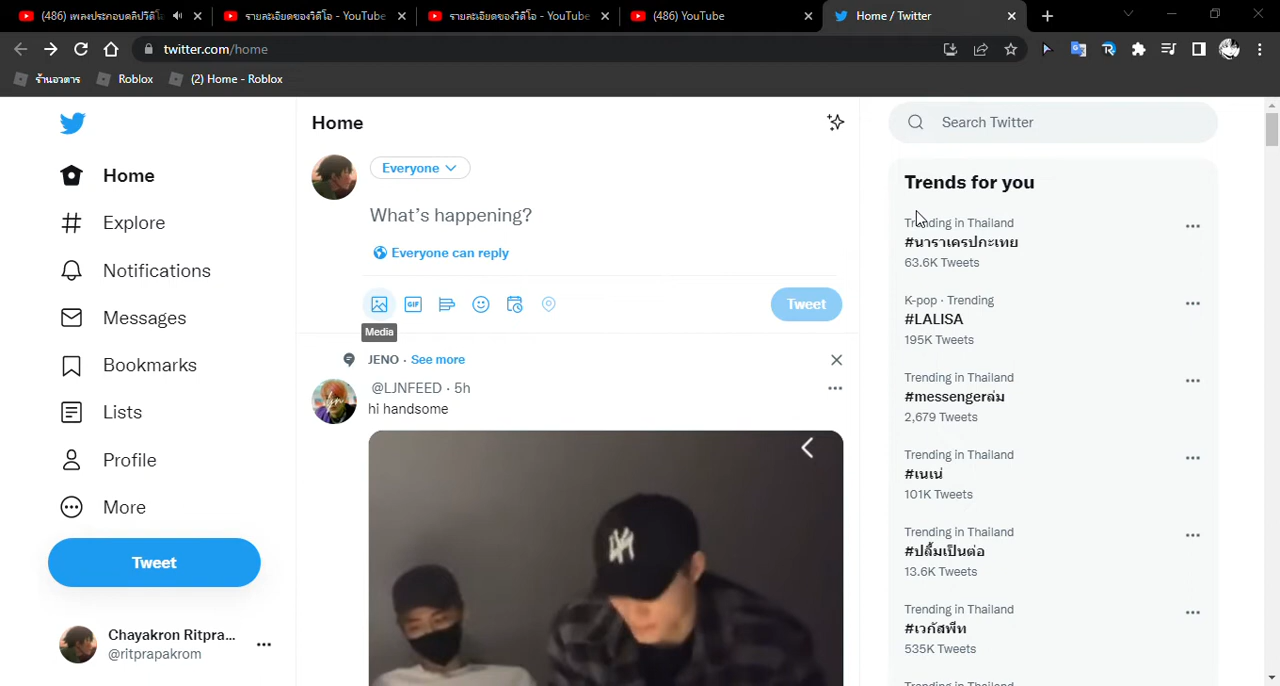 (486) เพลงประกอบคลิปวิดีโ
รายละเอียดของวิดีโอ - YouTube
รายละเอียดของวิดีโอ - YouTube
(486) YouTube
Home / Twitter
twitter.com/home
ร้านอวตาร
Roblox
(2) Home - Roblox
Home
Explore
Notifications
Messages
Bookmarks
Lists
Profile
More
Tweet
Chayakron Ritpra...
@ritprapakrom
Home
Everyone
What's happening?
Everyone can reply
GIF
Tweet
Media
JENO · See more
@LJNFEED · 5h
hi handsome
Search Twitter
Trends for you
Trending in Thailand
#นาราเครปกะเทย
63.6K Tweets
K-pop · Trending
#LALISA
195K Tweets
Trending in Thailand
#messengerล่ม
2,679 Tweets
Trending in Thailand
#เนเน่
101K Tweets
Trending in Thailand
#ปลื้มเป็นต่อ
13.6K Tweets
Trending in Thailand
#เวกัสพีท
535K Tweets
Trending in Thailand